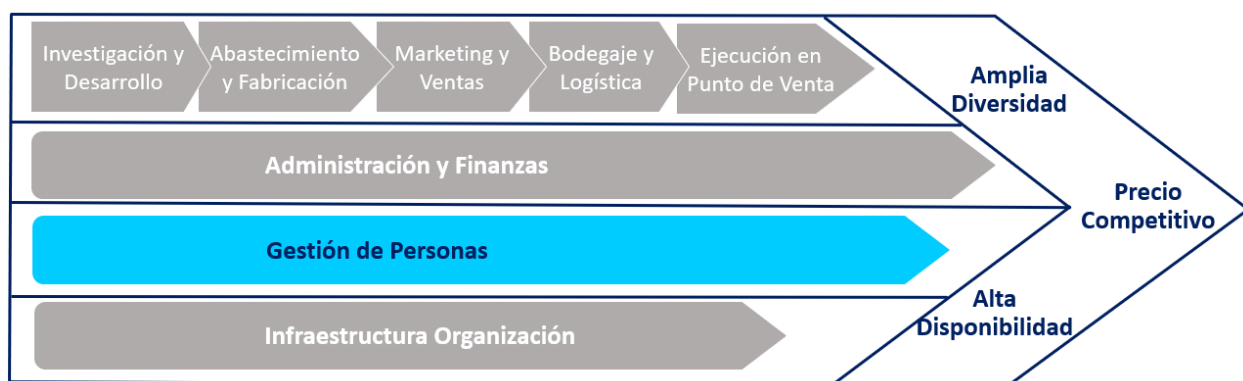 Investigación y
Desarrollo
Abastecimiento
y Fabricación
Marketing y
Ventas
Bodegaje y
Logística
Ejecución en
Punto de Venta
Amplia
Diversidad
Administración y Finanzas
Precio
Competitivo
Gestión de Personas
Alta
Disponibilidad
Infraestructura Organización